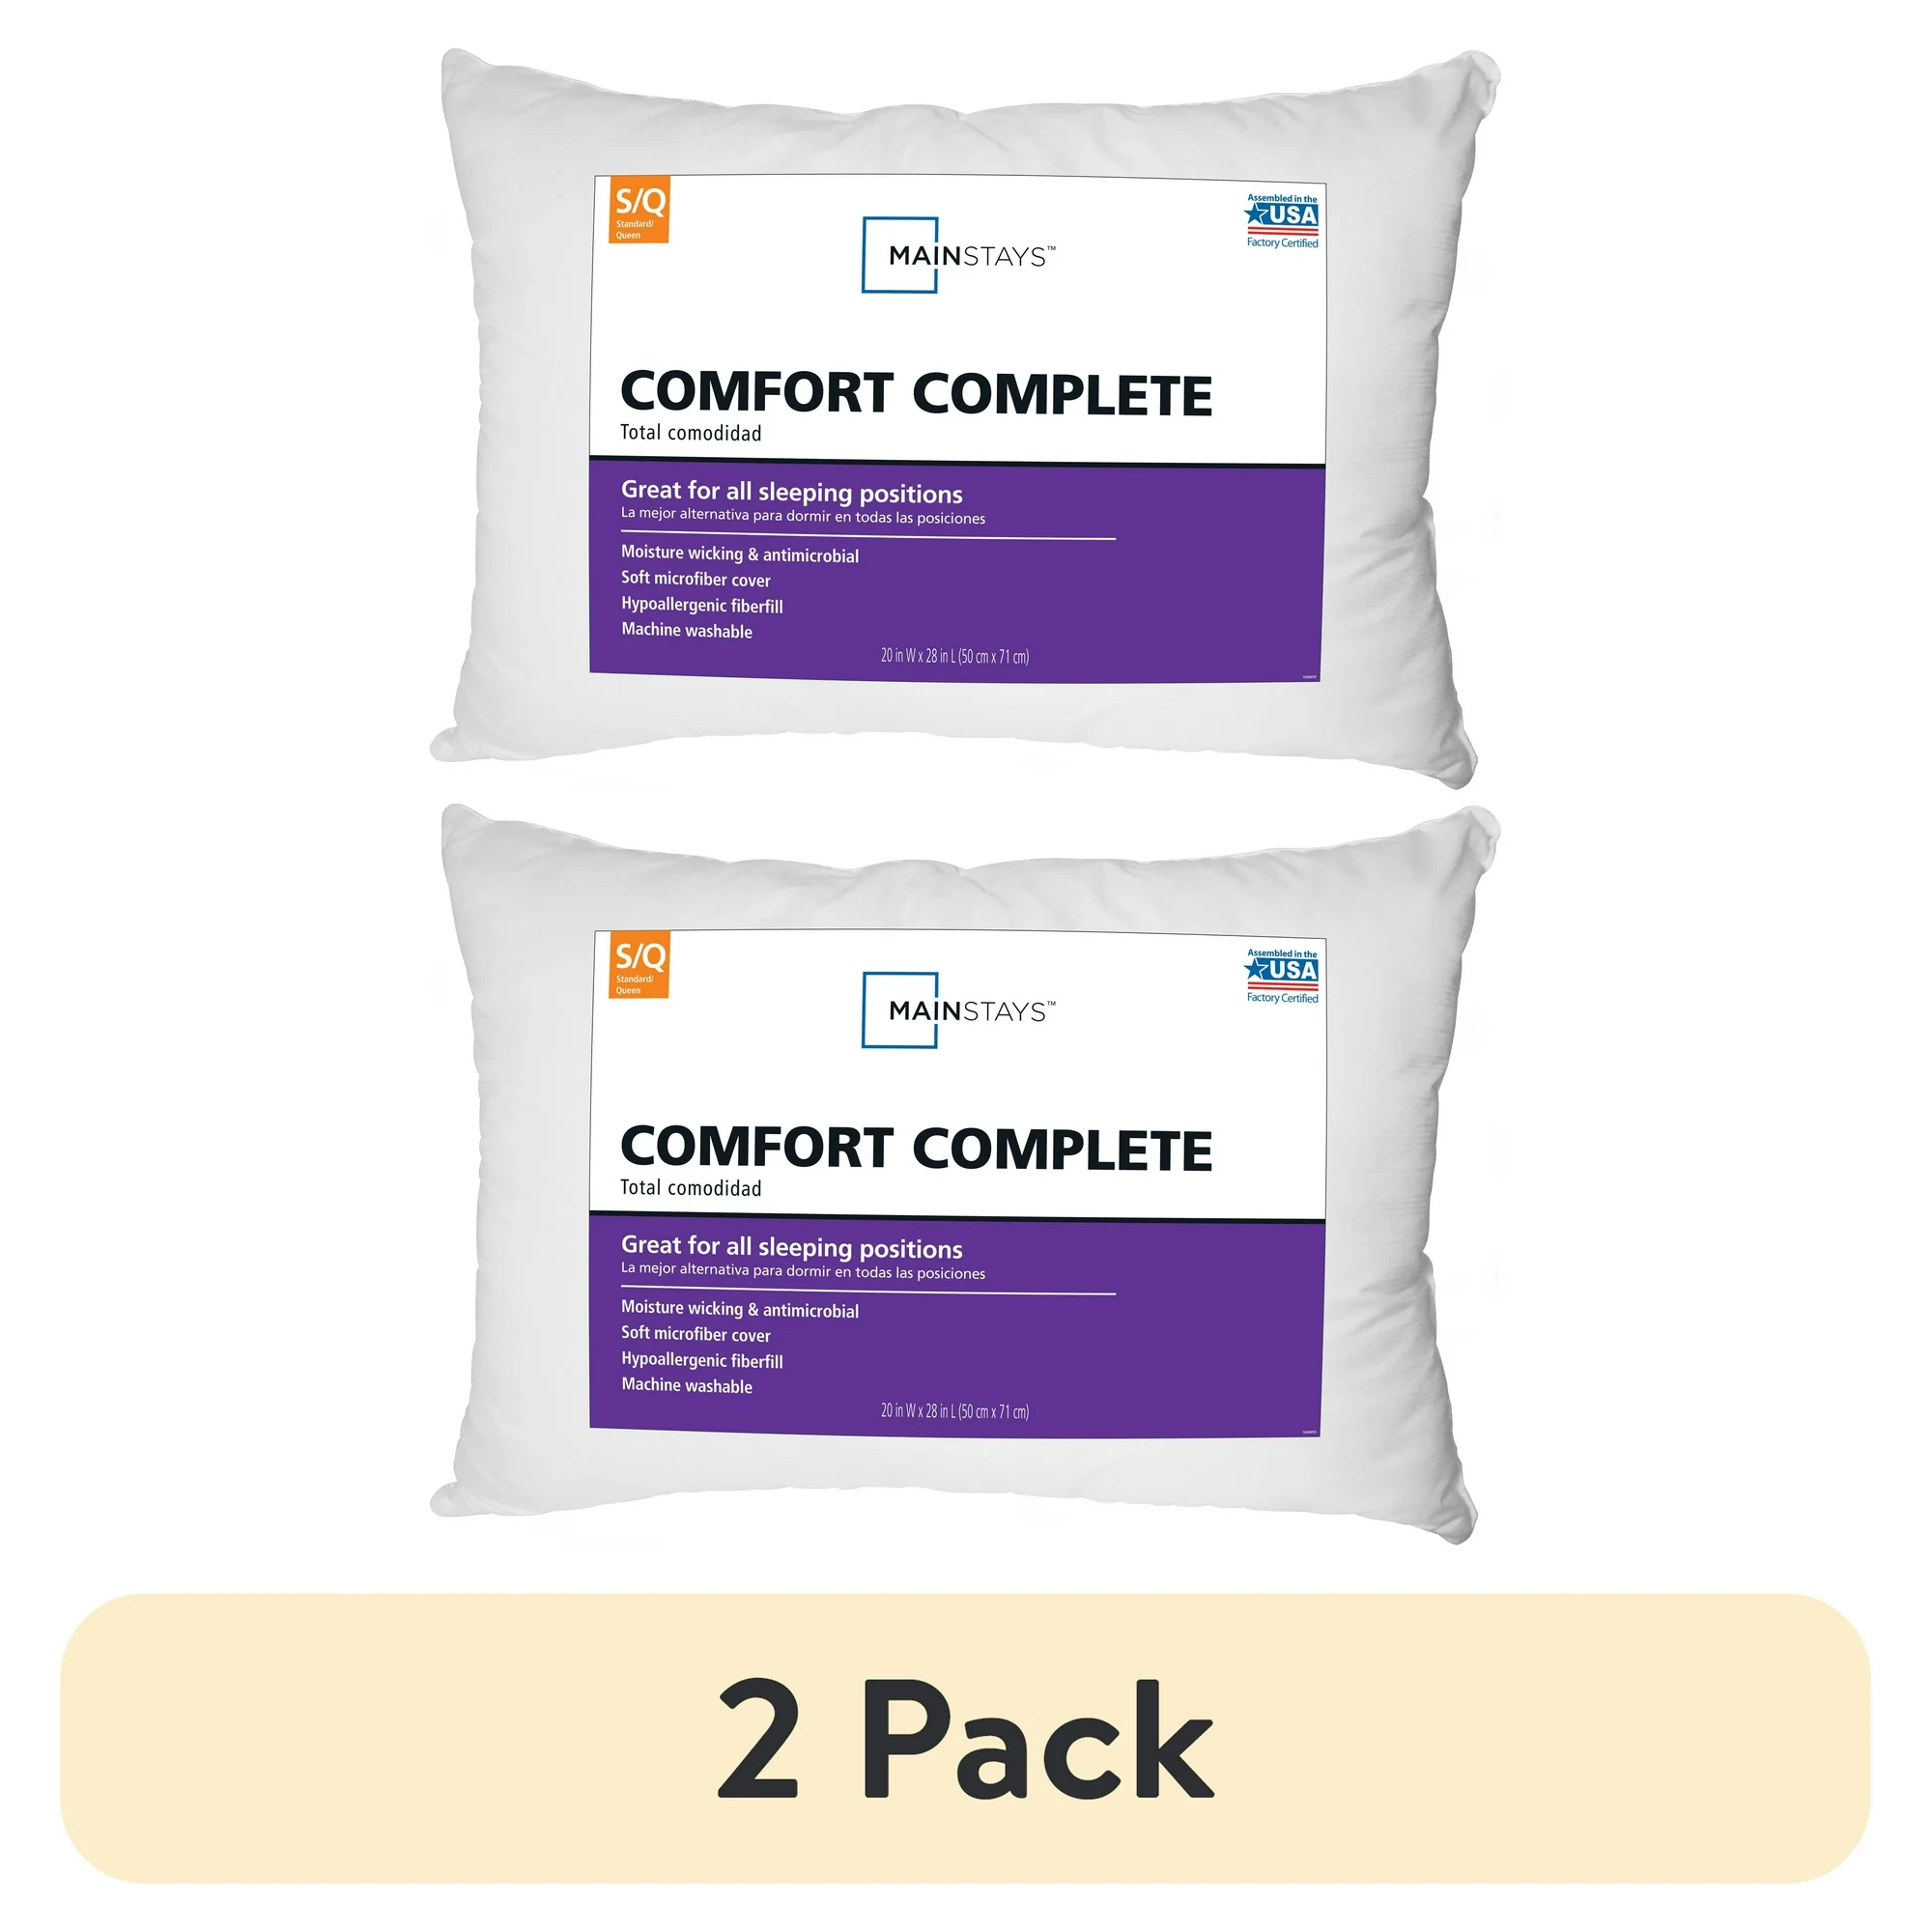 S/Q
Standard/
Queen
MAINSTAYS™
Assembled in the
USA
Factory Certified
COMFORT COMPLETE
Total comodidad
Great for all sleeping positions
La mejor alternativa para dormir en todas las posiciones
Moisture wicking & antimicrobial
Soft microfiber cover
Hypoallergenic fiberfill
Machine washable
20 in W x 28 in L (50 cm x 71 cm)
S/Q
Standard/
Queen
MAINSTAYS™
Assembled in the
USA
Factory Certified
COMFORT COMPLETE
Total comodidad
Great for all sleeping positions
La mejor alternativa para dormir en todas las posiciones
Moisture wicking & antimicrobial
Soft microfiber cover
Hypoallergenic fiberfill
Machine washable
20 in W x 28 in L (50 cm x 71 cm)
2 Pack